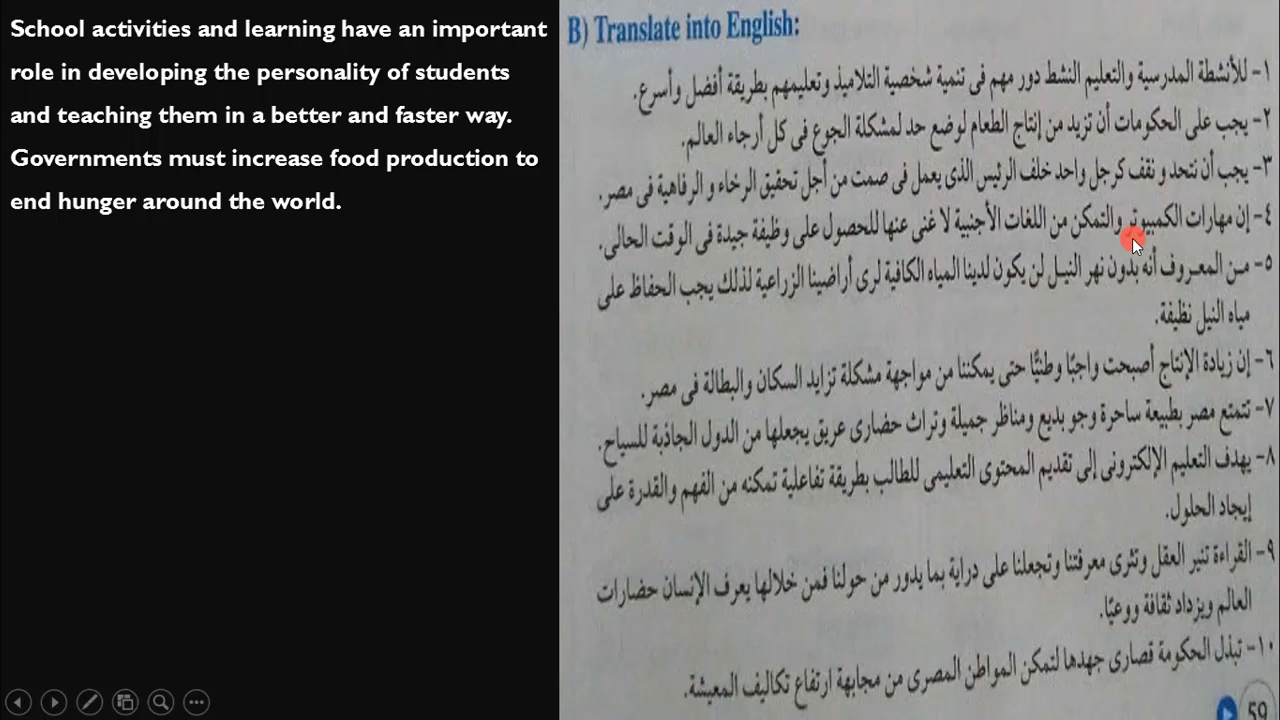 School activities and learning have an important
role in developing the personality of students
and teaching them in a better and faster way.
Governments must increase food production to
end hunger around the world.
B) Translate into English:
١- للأنشطة المدرسية والتعليم النشط دور مهم فى تنمية شخصية التلاميذ وتعليمهم بطريقة أفضل وأسرع.
٢- يجب على الحكومات أن تزيد من إنتاج الطعام لوضع حد لمشكلة الجوع فى كل أرجاء العالم.
٣- يجب أن نتحد و نقف كرجل واحد خلف الرئيس الذى يعمل فى صمت من أجل تحقيق الرخاء و الرفاهية فى مصر.
٤- إن مهارات الكمبيوتر والتمكن من اللغات الأجنبية لا غنى عنها للحصول على وظيفة جيدة فى الوقت الحالى.
٥- من المعروف أنه بدون نهر النيل لن يكون لدينا المياه الكافية لرى أراضينا الزراعية لذلك يجب الحفاظ على
مياه النيل نظيفة.
٦- إن زيادة الإنتاج أصبحت واجبًا وطنيًّا حتى يمكننا من مواجهة مشكلة تزايد السكان والبطالة فى مصر.
٧- تتمتع مصر بطبيعة ساحرة وجو بديع ومناظر جميلة وتراث حضارى عريق يجعلها من الدول الجاذبة للسياح.
٨- يهدف التعليم الإلكترونى إلى تقديم المحتوى التعليمى للطالب بطريقة تفاعلية تمكنه من الفهم والقدرة على
إيجاد الحلول.
٩- القراءة تنير العقل وتثرى معرفتنا وتجعلنا على دراية بما يدور من حولنا فمن خلالها يعرف الإنسان حضارات
العالم ويزداد ثقافة ووعيًا.
١٠- تبذل الحكومة قصارى جهدها لتمكن المواطن المصرى من مجابهة ارتفاع تكاليف المعيشة.
59